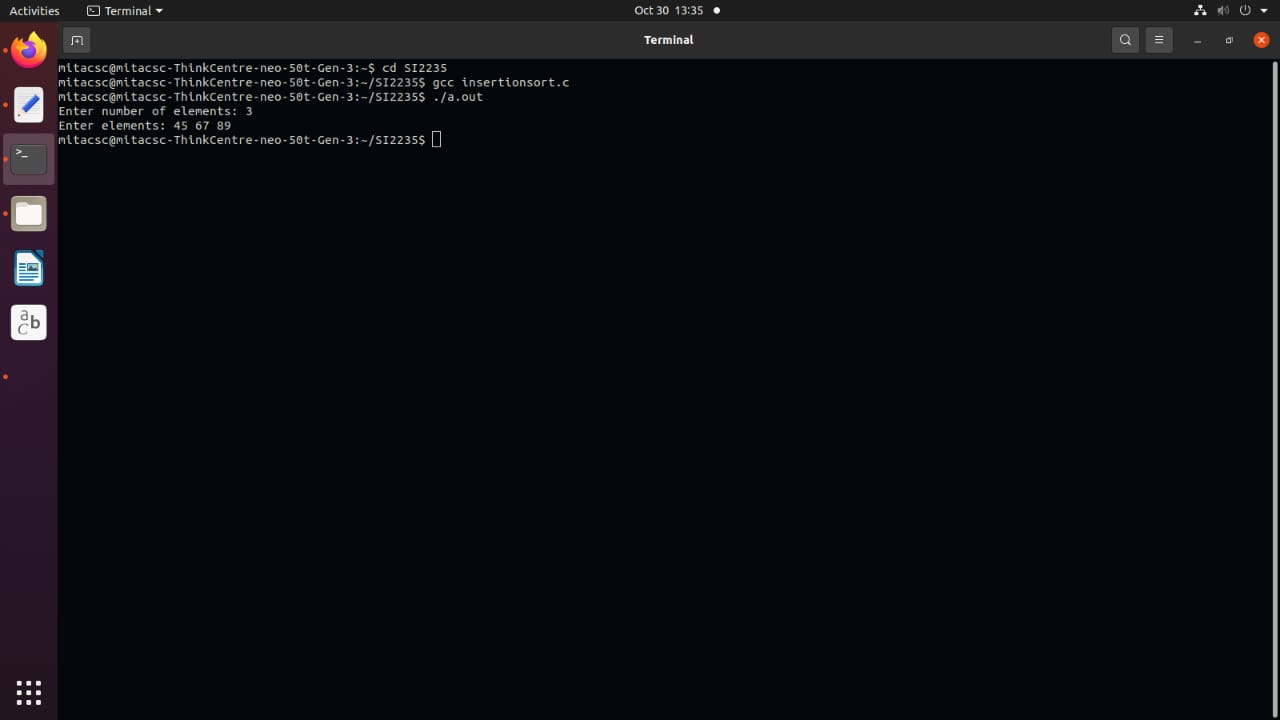 Activities Terminal Oct 30 13:35
Terminal
mitacsc@mitacsc-ThinkCentre-neo-50t-Gen-3:~$ cd SI2235
mitacsc@mitacsc-ThinkCentre-neo-50t-Gen-3:~/SI2235$ gcc insertionsort.c
mitacsc@mitacsc-ThinkCentre-neo-50t-Gen-3:~/SI2235$ ./a.out
Enter number of elements: 3
Enter elements: 45 67 89
mitacsc@mitacsc-ThinkCentre-neo-50t-Gen-3:~/SI2235$